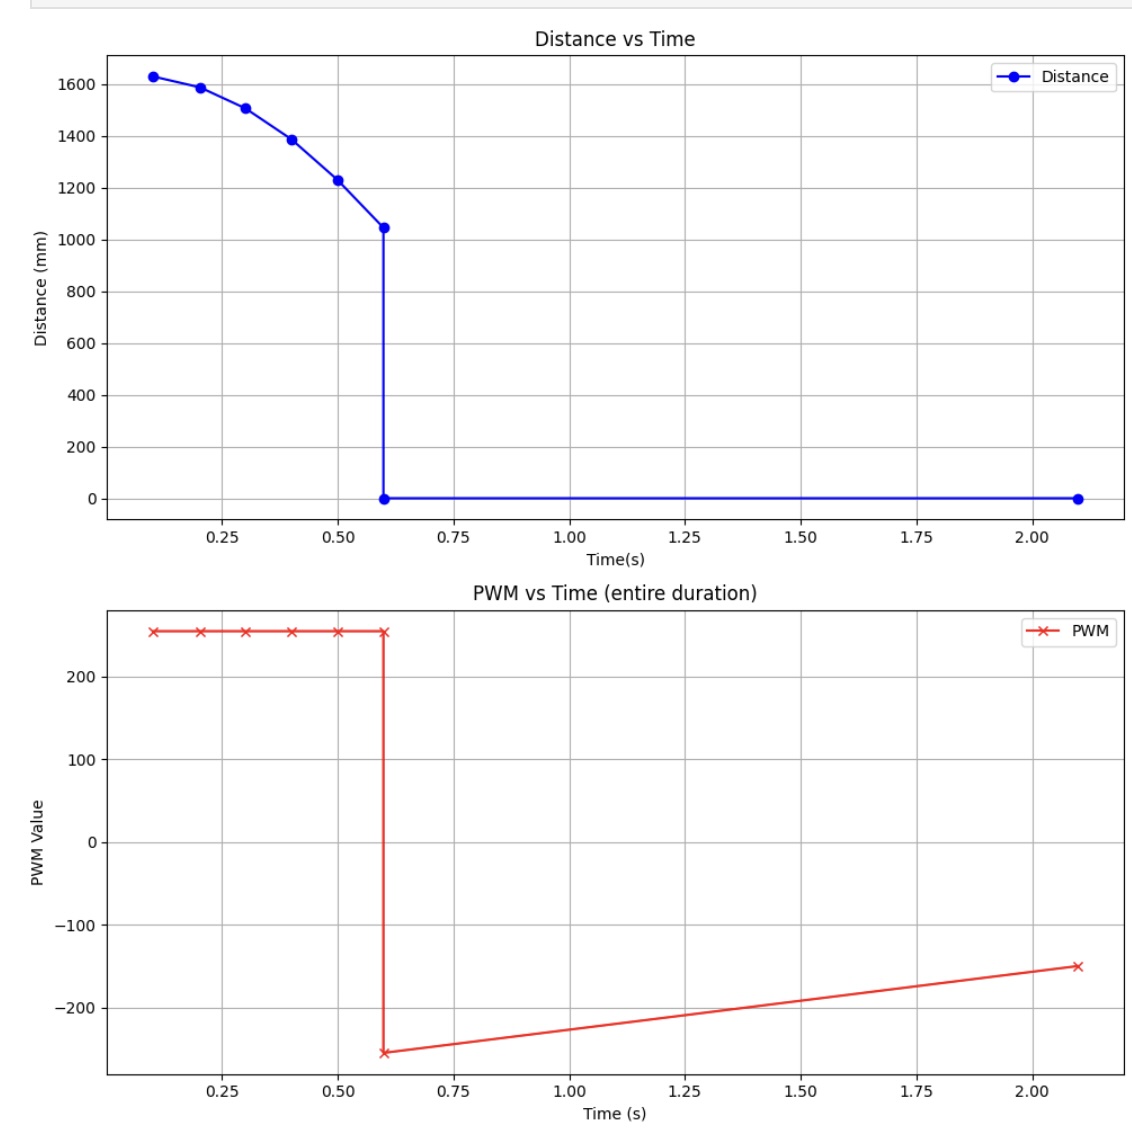 Distance vs Time
Distance
1600
1400
1200
1000
800
600
400
200
0
Distance (mm)
0.25 0.50 0.75 1.00 1.25 1.50 1.75 2.00
Time(s)
PWM vs Time (entire duration)
PWM
200
100
0
−100
−200
PWM Value
0.25 0.50 0.75 1.00 1.25 1.50 1.75 2.00
Time (s)